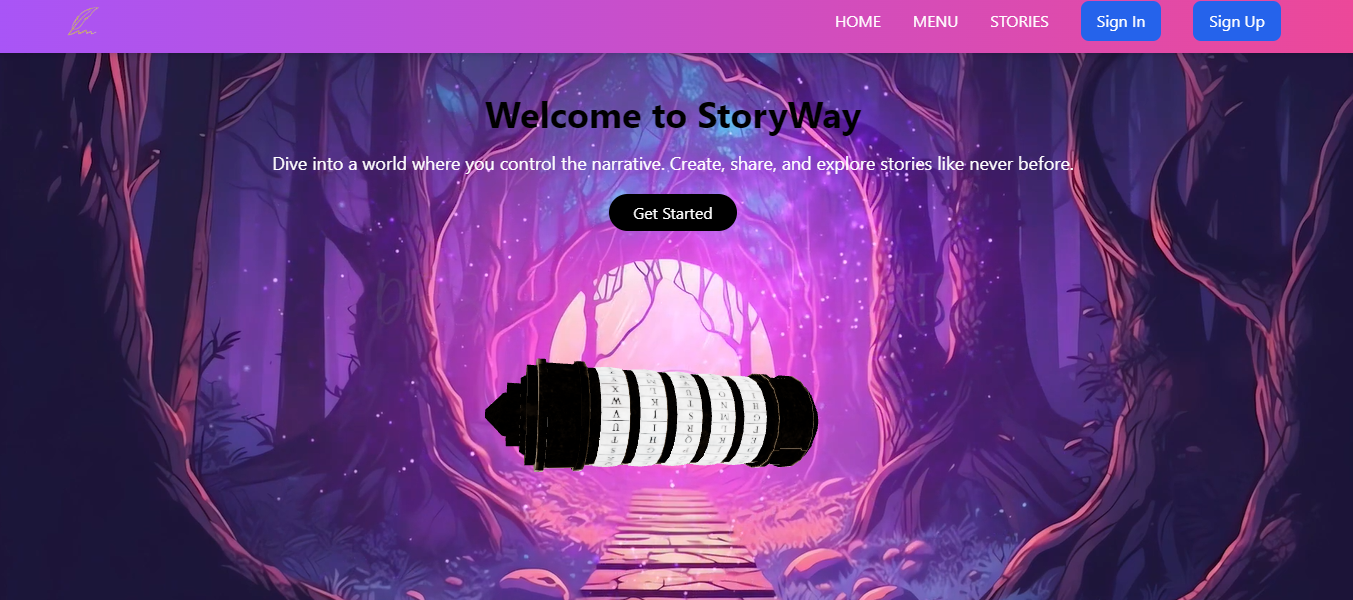 HOME MENU STORIES Sign In Sign Up
Welcome to StoryWay
Dive into a world where you control the narrative. Create, share, and explore stories like never before.
Get Started